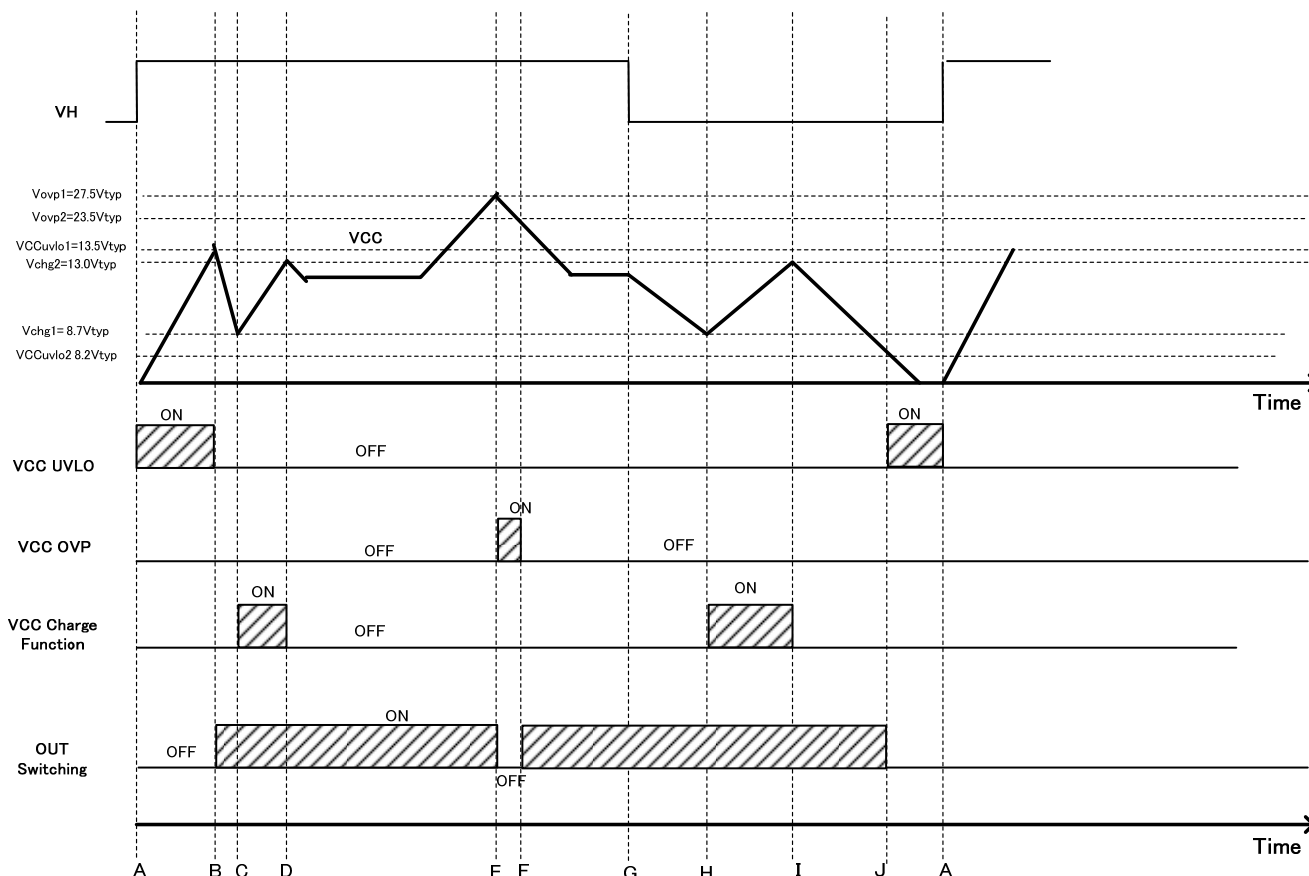 VH
Vovp1=27.5Vtyp
Vovp2=23.5Vtyp
VCCuvlo1=13.5Vtyp
VCC
Vchg2=13.0Vtyp
Vchg1= 8.7Vtyp
VCCuvlo2 8.2Vtyp
Time
ON
ON
VCC UVLO
OFF
ON
VCC OVP
OFF
OFF
ON
ON
VCC Charge
Function
OFF
ON
OUT
Switching
OFF
OFF
Time
A B C D E F G H I J A